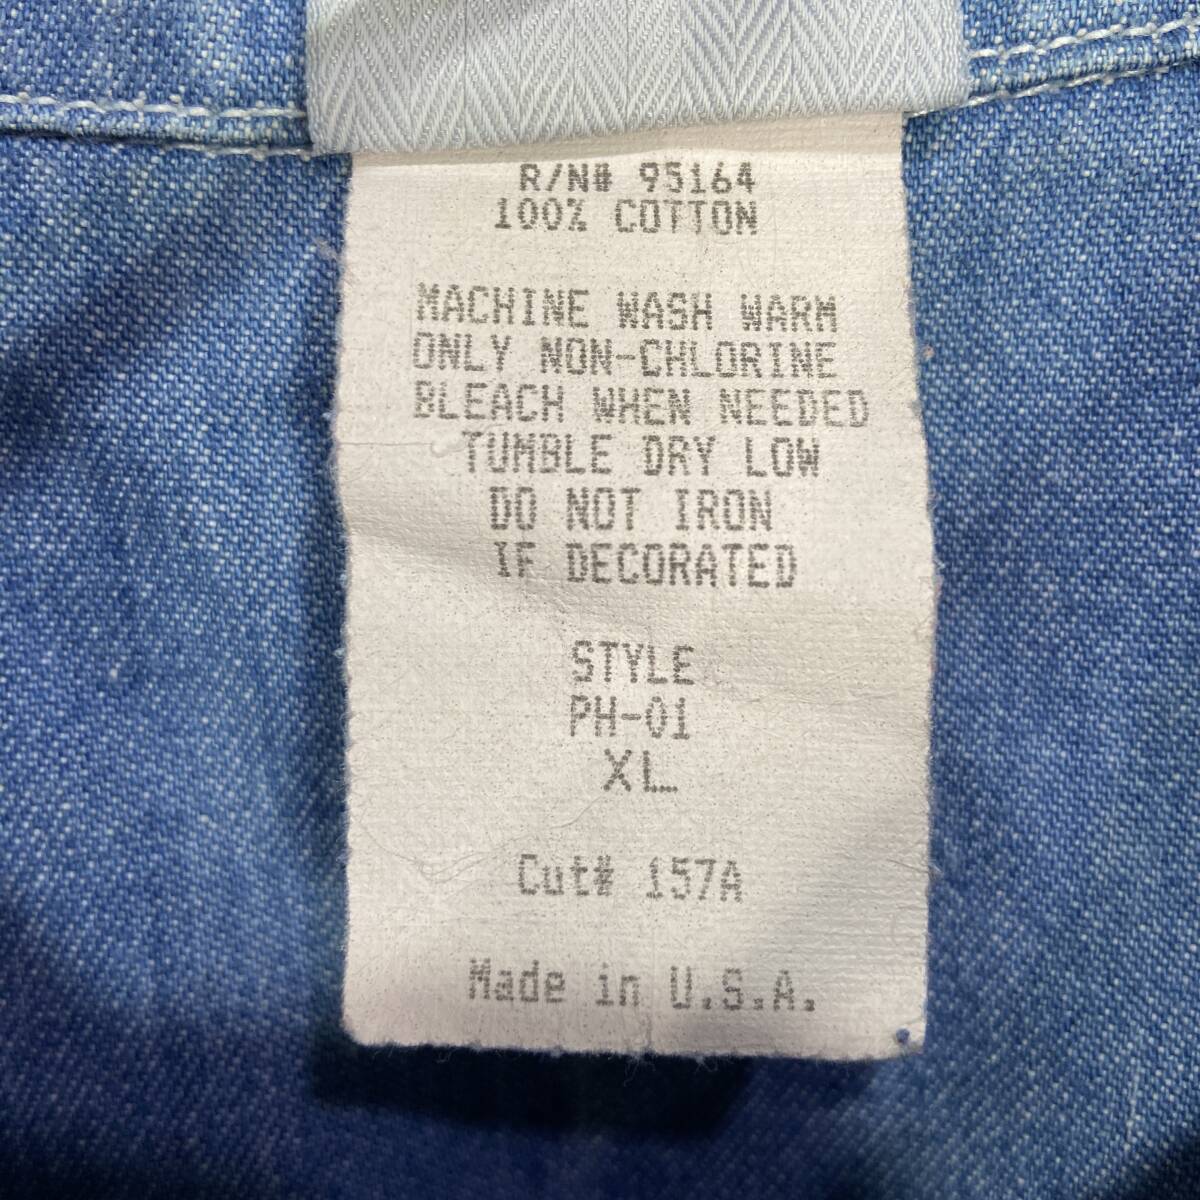 R/N# 95164
100% COTTON
MACHINE WASH WARM
ONLY NON-CHLORINE
BLEACH WHEN NEEDED
TUMBLE DRY LOW
DO NOT IRON
IF DECORATED
STYLE
PH-01
XL
Cut# 157A
Made in U.S.A.